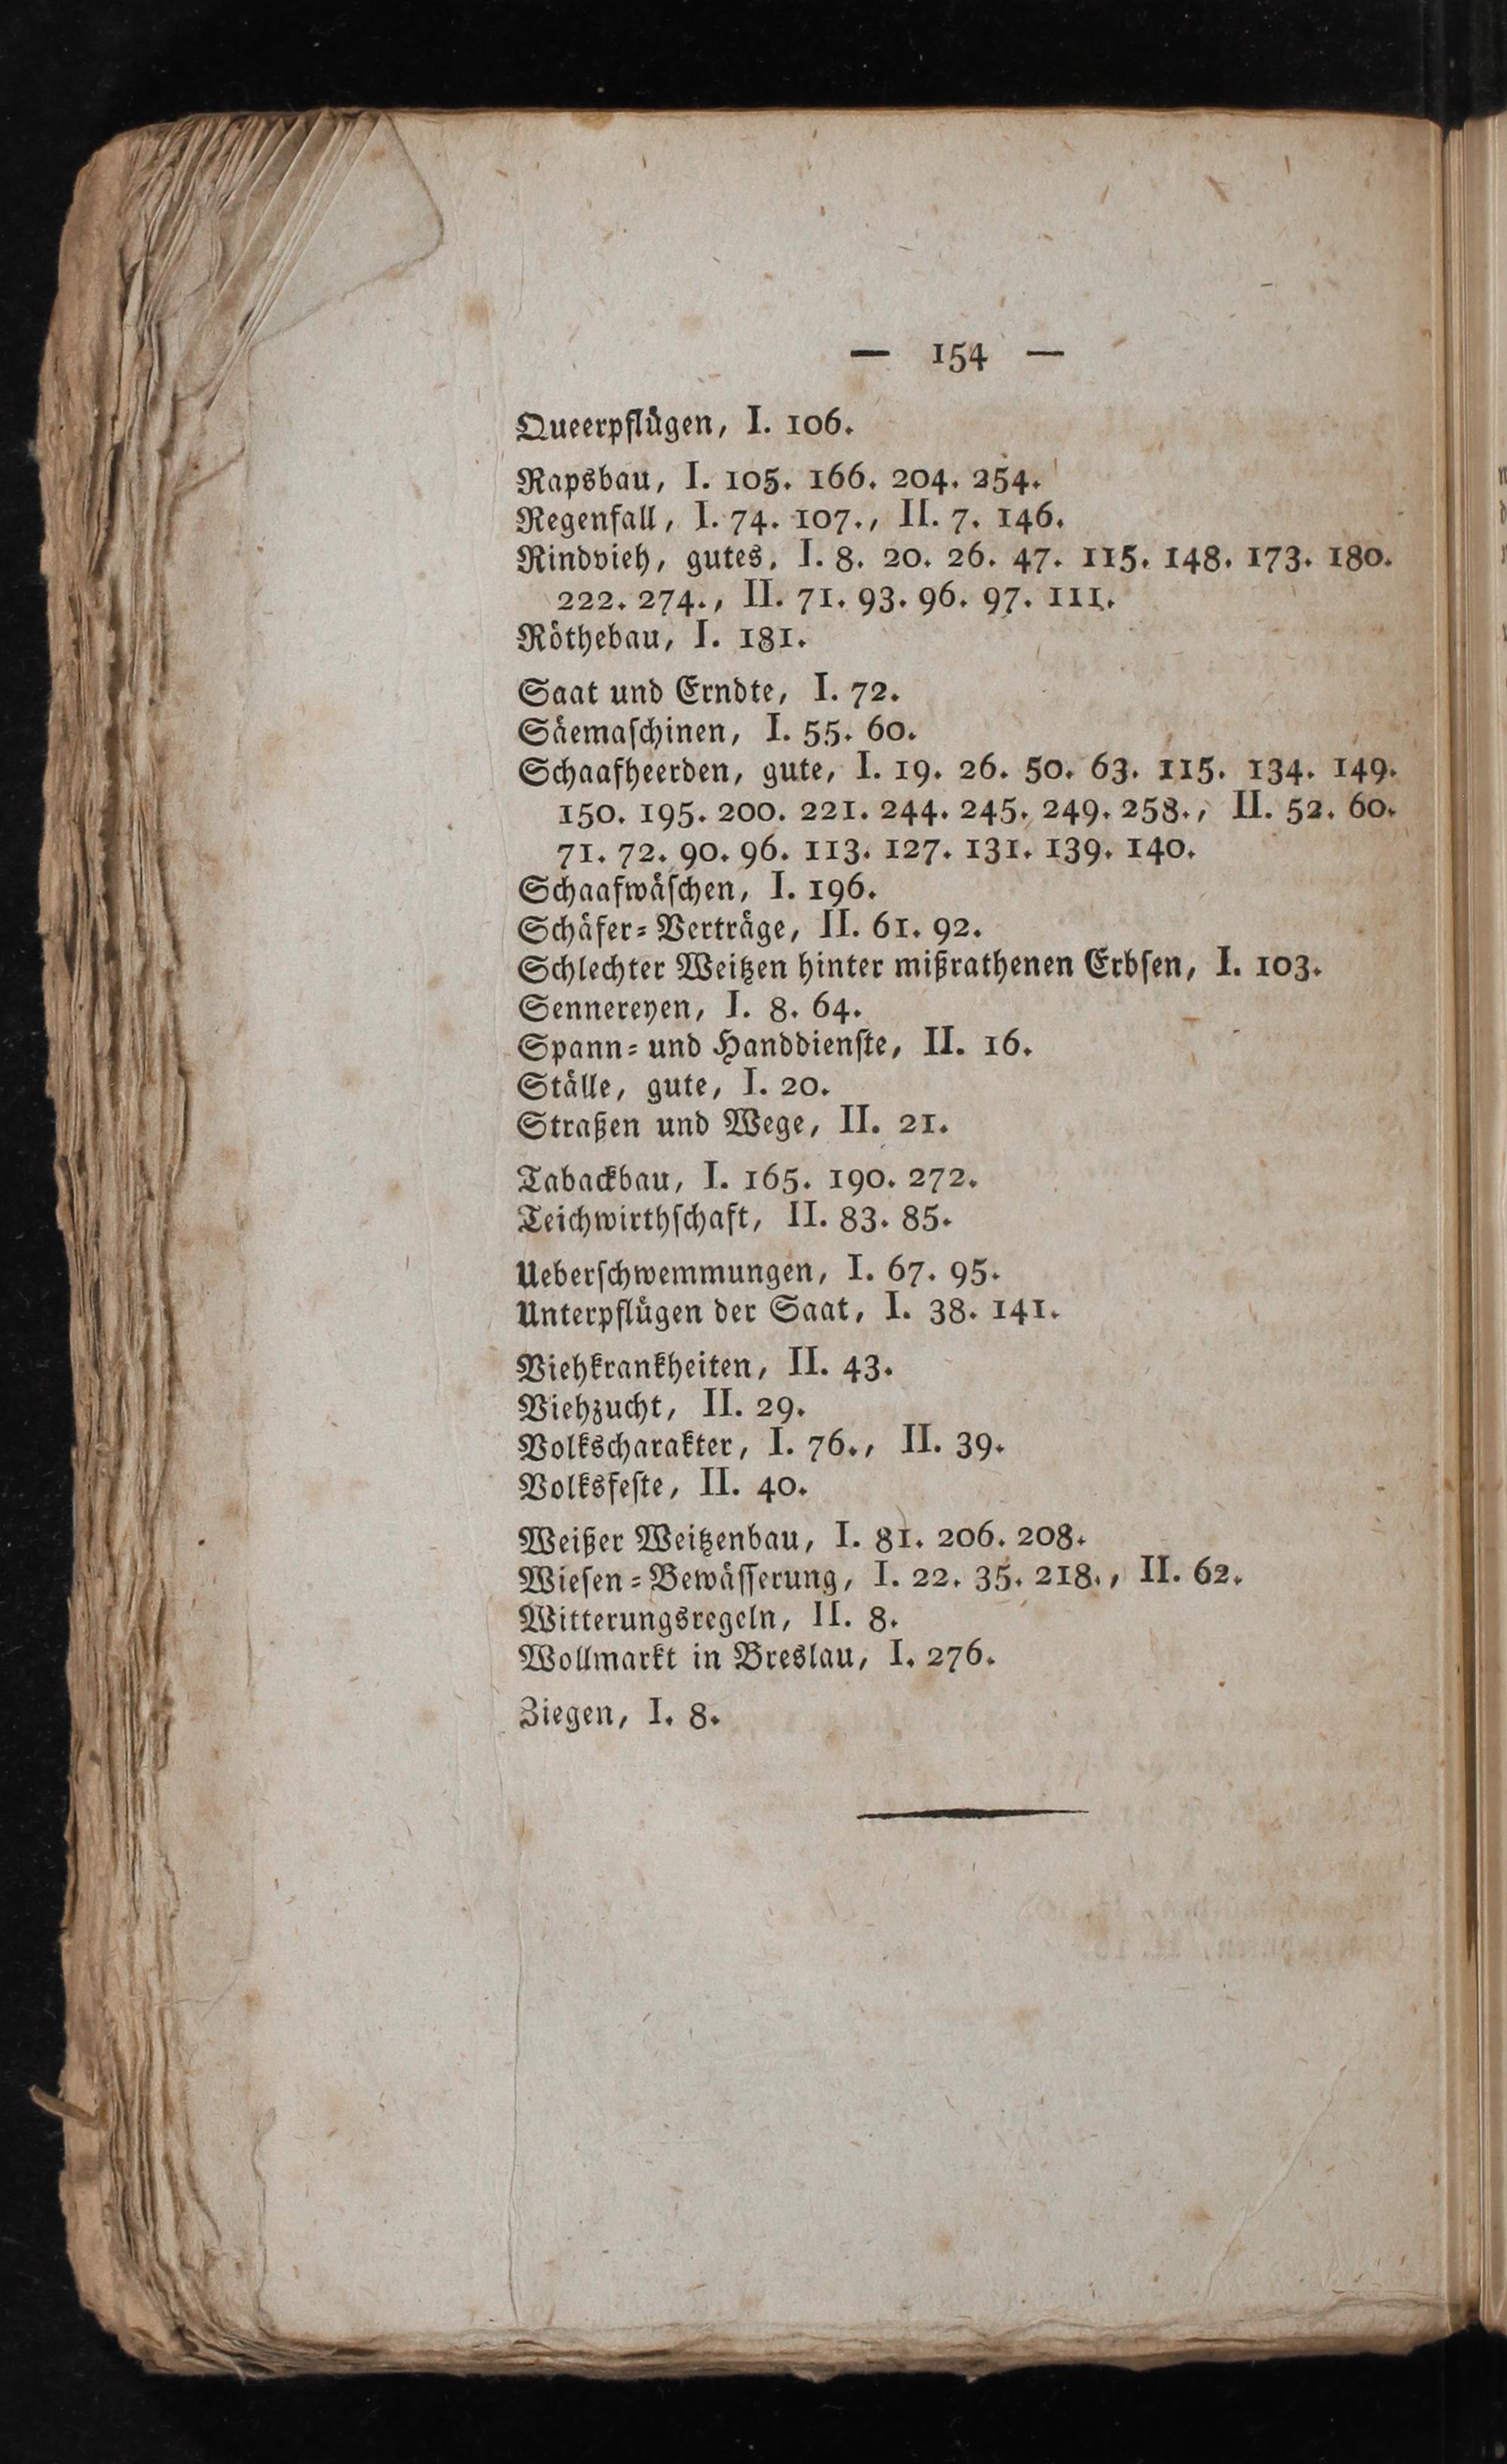 — 154 —
Queerpflügen, I. 106.
Rapsbau, I. 105. 166. 204. 254.
Regenfall, I. 74. 107., II. 7. 146.
Rindvieh, gutes, I. 8. 20. 26. 47. 115. 148. 173. 180.
222. 274., II. 71. 93. 96. 97. 111.
Röthebau, I. 181.
Saat und Erndte, I. 72.
Säemaſchinen, I. 55. 60.
Schaafheerden, gute, I. 19. 26. 50. 63. 115. 134. 149.
150. 195. 200. 221. 244. 245. 249. 258., II. 52. 60.
71. 72. 90. 96. 113. 127. 131. 139. 140.
Schaafwäſchen, I. 196.
Schäfer-Verträge, II. 61. 92.
Schlechter Weitzen hinter mißrathenen Erbſen, I. 103.
Sennereyen, I. 8. 64.
Spann- und Handdienſte, II. 16.
Ställe, gute, I. 20.
Straßen und Wege, II. 21.
Tabackbau, I. 165. 190. 272.
Teichwirthſchaft, II. 83. 85.
Ueberſchwemmungen, I. 67. 95.
Unterpflügen der Saat, I. 38. 141.
Viehkrankheiten, II. 43.
Viehzucht, II. 29.
Volkscharakter, I. 76., II. 39.
Volksfeſte, II. 40.
Weißer Weitzenbau, I. 81. 206. 208.
Wieſen-Bewäſſerung, I. 22. 35. 218., II. 62.
Witterungsregeln, II. 8.
Wollmarkt in Breslau, I. 276.
Ziegen, I. 8.